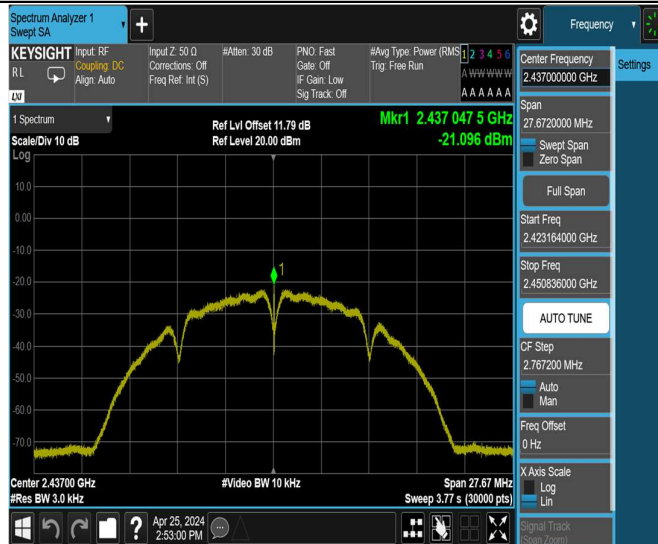 Spectrum Analyzer 1
Swept SA
Frequency
KEYSIGHT
RL
LXI
Input: RF
Coupling: DC
Align: Auto
Input Z: 50 Ω
Corrections: Off
Freq Ref: Int (S)
#Atten: 30 dB
PNO: Fast
Gate: Off
IF Gain: Low
Sig Track: Off
#Avg Type: Power (RMS
Trig: Free Run
1 2 3 4 5 6
A W W W W W
A A A A A A
1 Spectrum
Scale/Div 10 dB
Ref Lvl Offset 11.79 dB
Ref Level 20.00 dBm
Mkr1 2.437 047 5 GHz
-21.096 dBm
Log
10.0
0.00
-10.0
-20.0
-30.0
-40.0
-50.0
-60.0
-70.0
1
Center 2.43700 GHz
#Res BW 3.0 kHz
#Video BW 10 kHz
Span 27.67 MHz
Sweep 3.77 s (30000 pts)
Apr 25, 2024
2:53:00 PM
Center Frequency
2.437000000 GHz
Settings
Span
27.6720000 MHz
Swept Span
Zero Span
Full Span
Start Freq
2.423164000 GHz
Stop Freq
2.450836000 GHz
AUTO TUNE
CF Step
2.767200 MHz
Auto
Man
Freq Offset
0 Hz
X Axis Scale
Log
Lin
Signal Track
(Span Zoom)